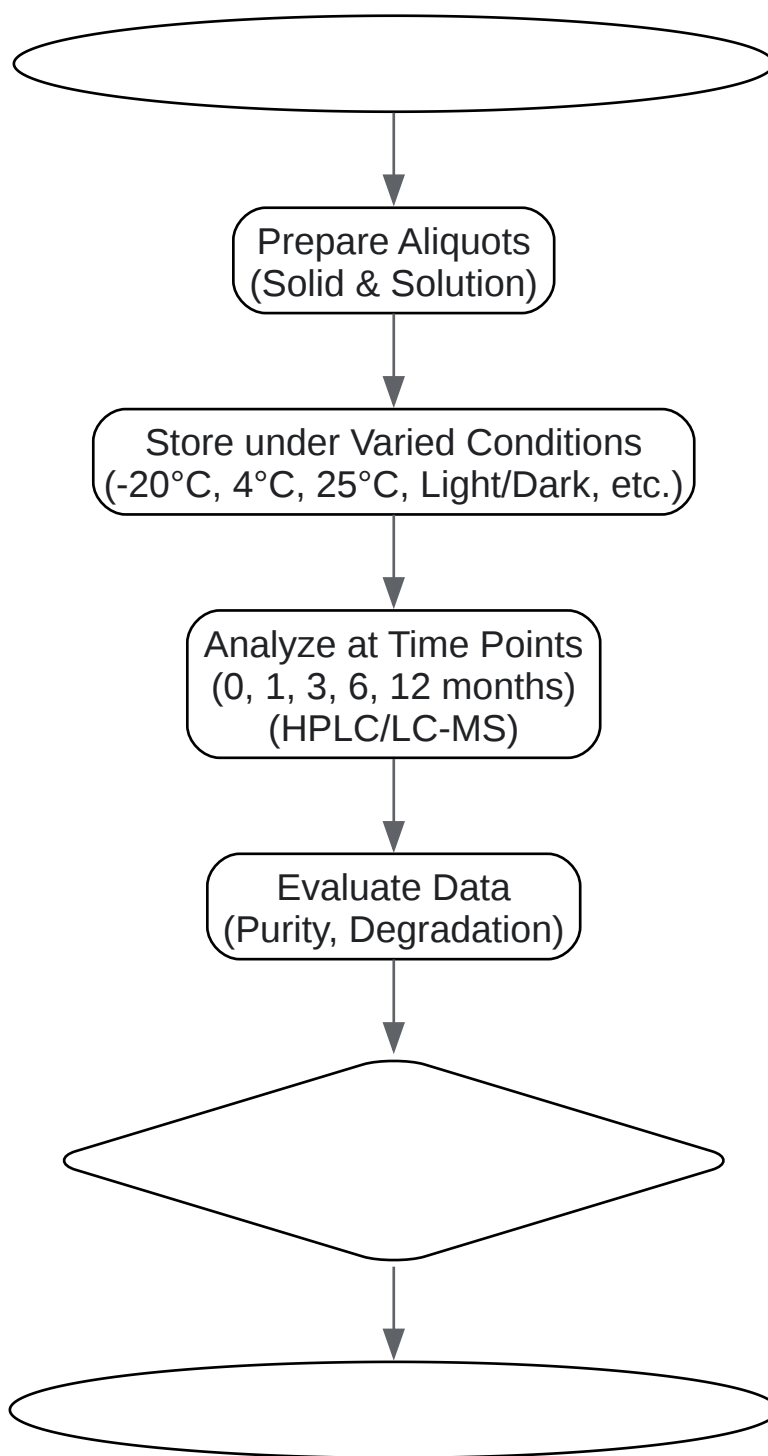 Prepare Aliquots
(Solid & Solution)
Store under Varied Conditions
(-20°C, 4°C, 25°C, Light/Dark, etc.)
Analyze at Time Points
(0, 1, 3, 6, 12 months)
(HPLC/LC-MS)
Evaluate Data
(Purity, Degradation)